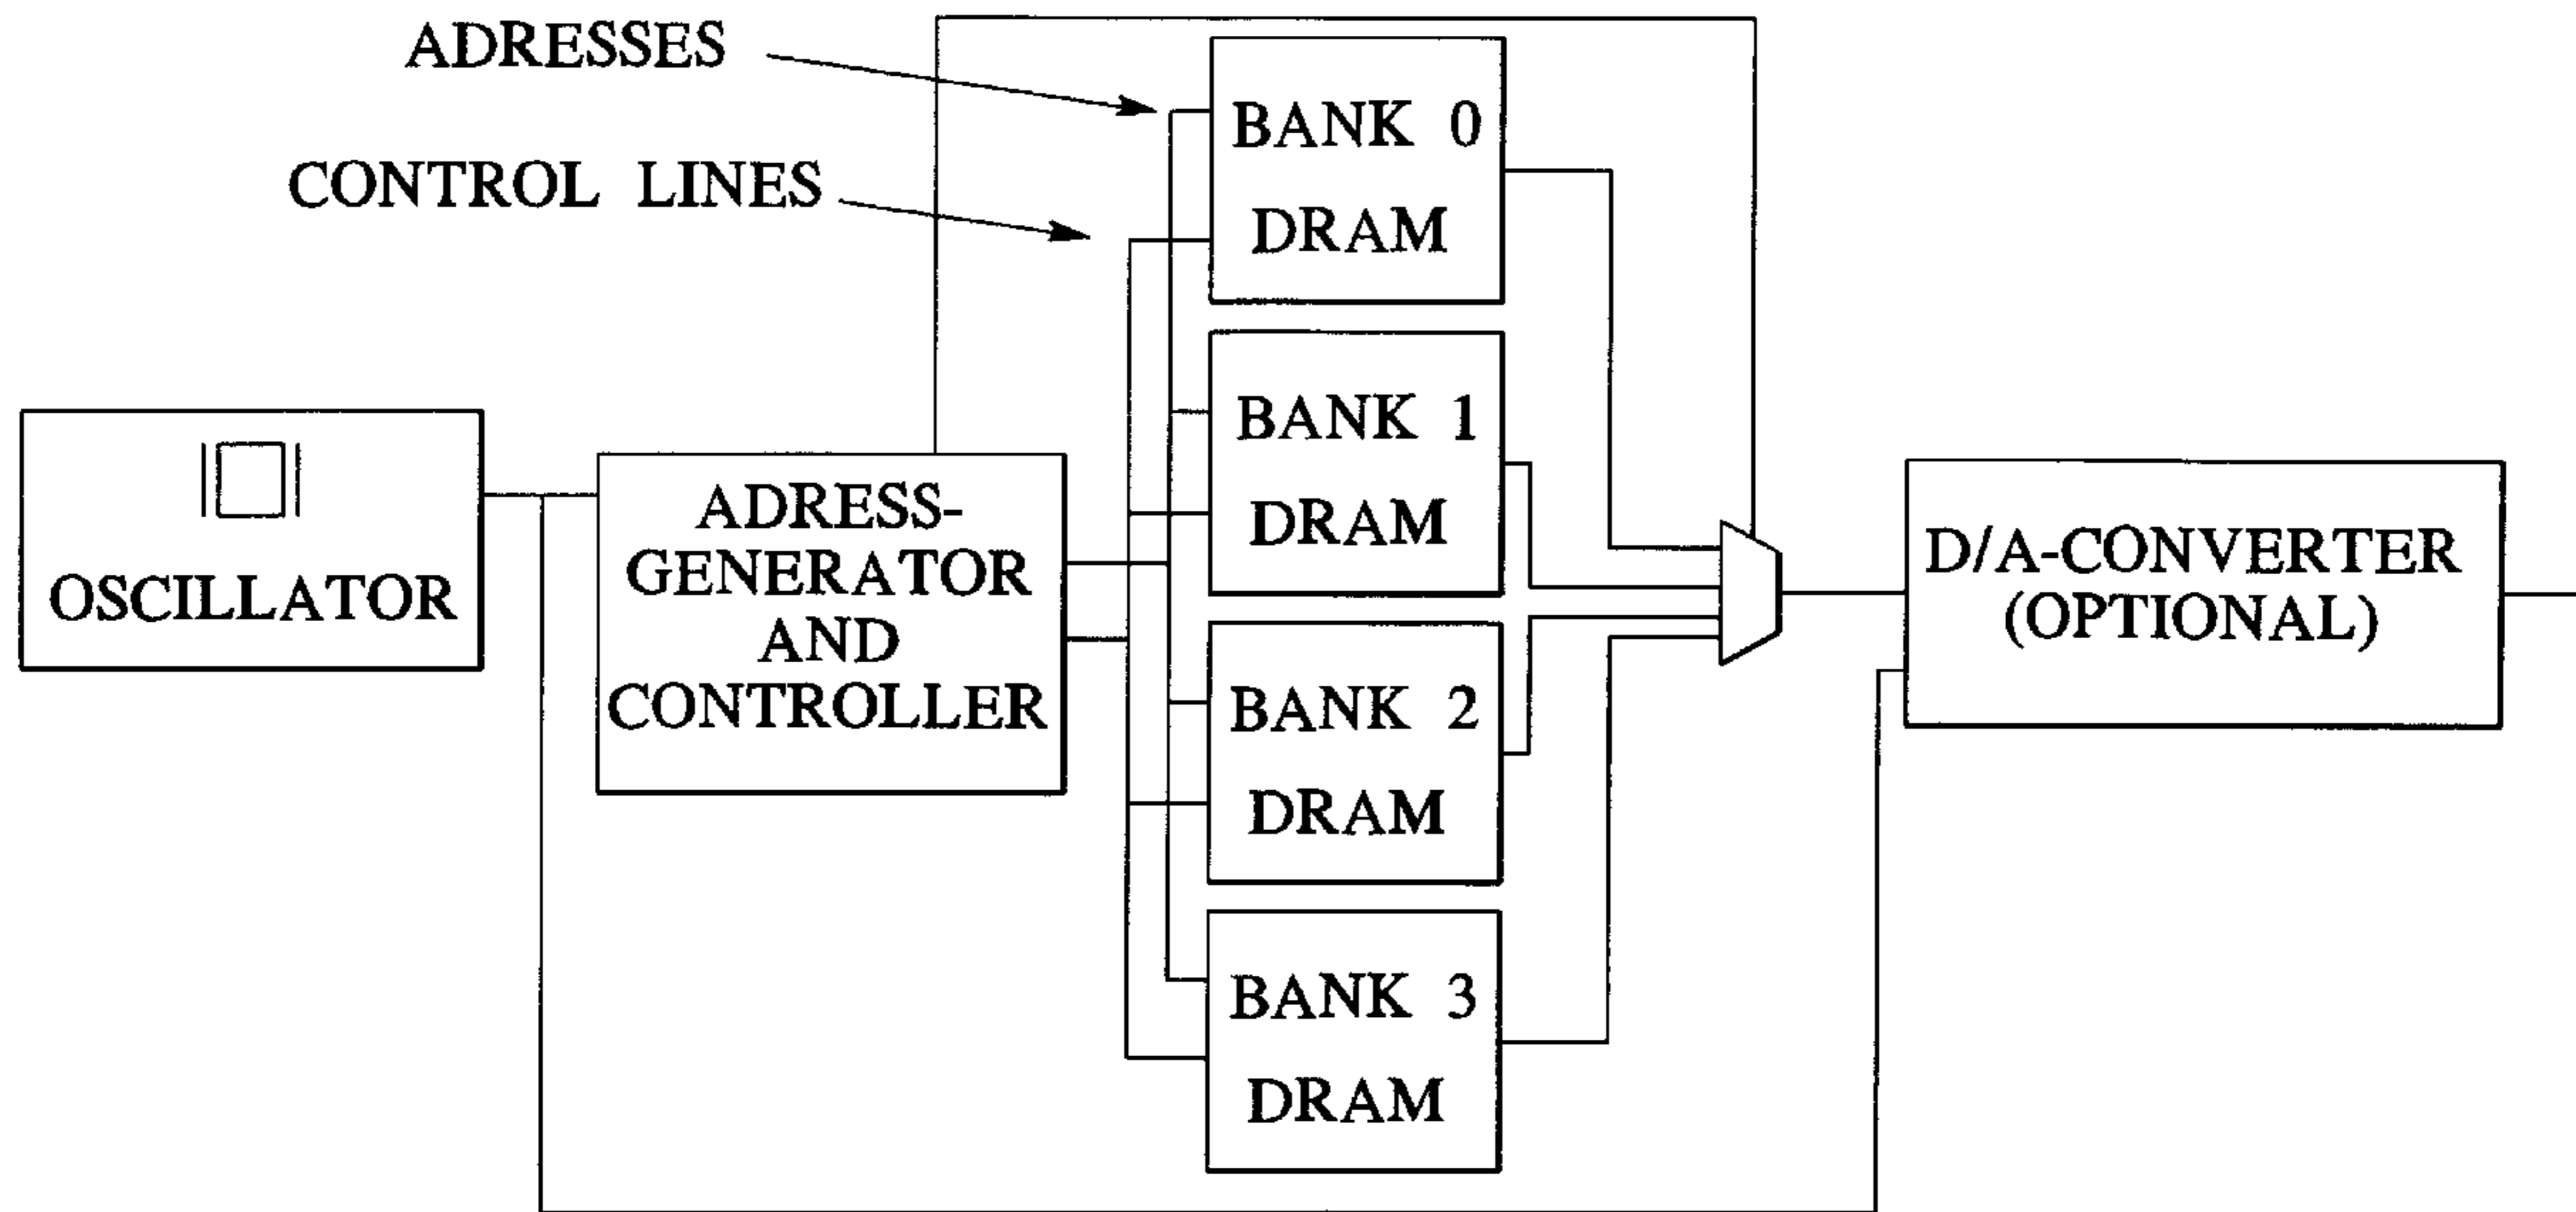 ADRESSES
CONTROL LINES
OSCILLATOR
ADRESS-
GENERATOR
AND
CONTROLLER
BANK 0
DRAM
BANK 1
DRAM
BANK 2
DRAM
BANK 3
DRAM
D/A-CONVERTER
(OPTIONAL)